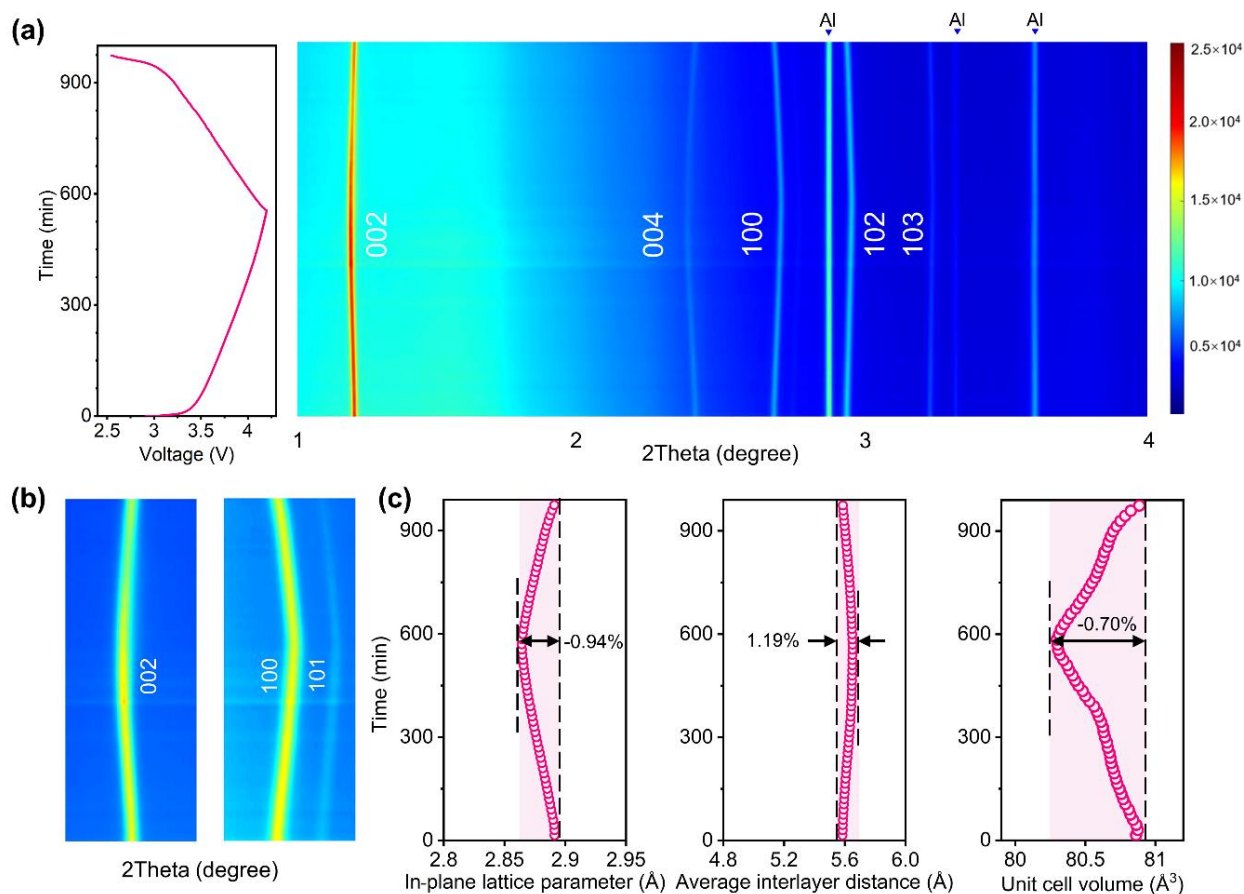 (a)
Al Al Al
900
600
300
0
Time (min)
2.5 3 3.5 4
Voltage (V)
002
004
100
102
103
1 2 3 4
2Theta (degree)
2.5×10⁴
2.0×10⁴
1.5×10⁴
1.0×10⁴
0.5×10⁴
(b)
002
100
101
2Theta (degree)
(c)
Time (min)
900
600
300
0
-0.94%
2.8 2.85 2.9 2.95
In-plane lattice parameter (Å)
900
600
300
0
1.19%
4.8 5.2 5.6 6.0
Average interlayer distance (Å)
900
600
300
0
-0.70%
80 80.5 81
Unit cell volume (Å³)